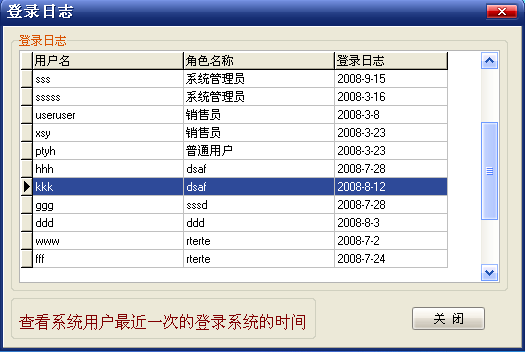 登录日志
登录日志
用户名 角色名称 登录日志
sss 系统管理员 2008-9-15
sssss 系统管理员 2008-3-16
useruser 销售员 2008-3-8
xsy 销售员 2008-3-23
ptyh 普通用户 2008-3-23
hhh dsaf 2008-7-28
kkk dsaf 2008-8-12
ggg sssd 2008-7-28
ddd ddd 2008-8-3
www rterte 2008-7-2
fff rterte 2008-7-24
查看系统用户最近一次的登录系统的时间
关 闭